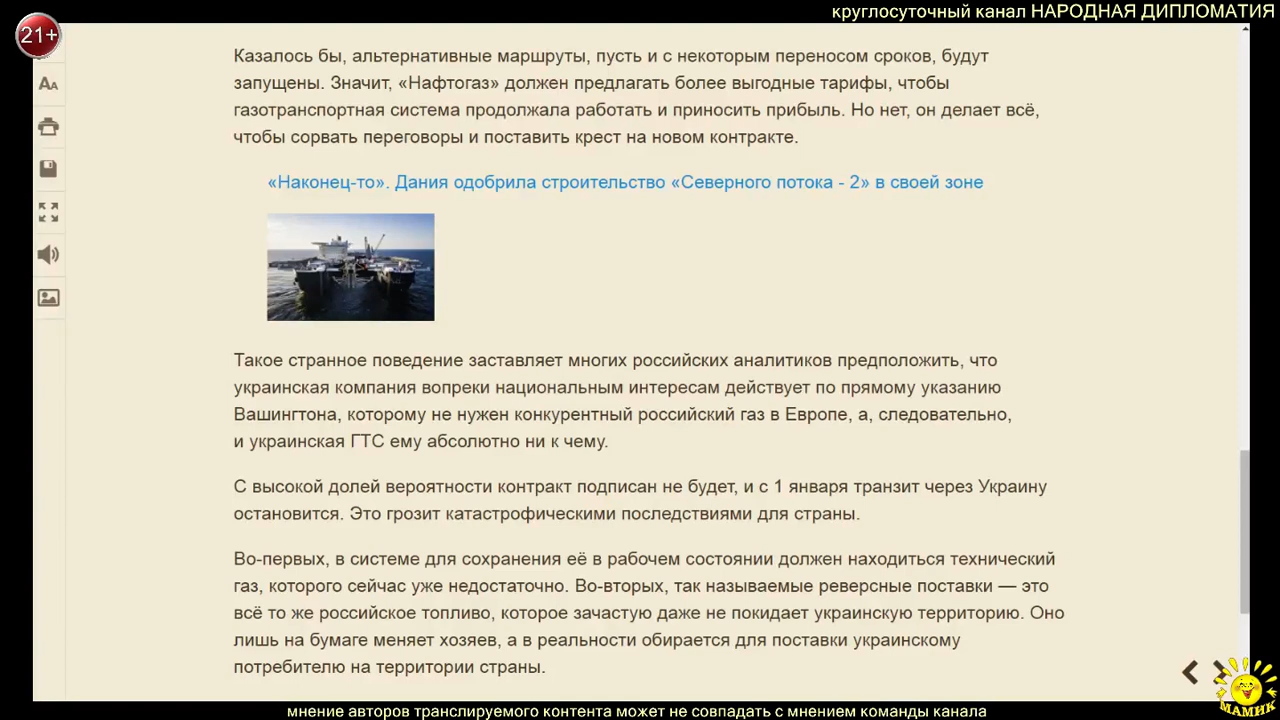 круглосуточный канал НАРОДНАЯ ДИПЛОМАТИЯ
21+
Казалось бы, альтернативные маршруты, пусть и с некоторым переносом сроков, будут
запущены. Значит, «Нафтогаз» должен предлагать более выгодные тарифы, чтобы
газотранспортная система продолжала работать и приносить прибыль. Но нет, он делает всё,
чтобы сорвать переговоры и поставить крест на новом контракте.
«Наконец-то». Дания одобрила строительство «Северного потока - 2» в своей зоне
Такое странное поведение заставляет многих российских аналитиков предположить, что
украинская компания вопреки национальным интересам действует по прямому указанию
Вашингтона, которому не нужен конкурентный российский газ в Европе, а, следовательно,
и украинская ГТС ему абсолютно ни к чему.
С высокой долей вероятности контракт подписан не будет, и с 1 января транзит через Украину
остановится. Это грозит катастрофическими последствиями для страны.
Во-первых, в системе для сохранения её в рабочем состоянии должен находиться технический
газ, которого сейчас уже недостаточно. Во-вторых, так называемые реверсные поставки — это
всё то же российское топливо, которое зачастую даже не покидает украинскую территорию. Оно
лишь на бумаге меняет хозяев, а в реальности обирается для поставки украинскому
потребителю на территории страны.
МАМИК
мнение авторов транслируемого контента может не совпадать с мнением команды канала